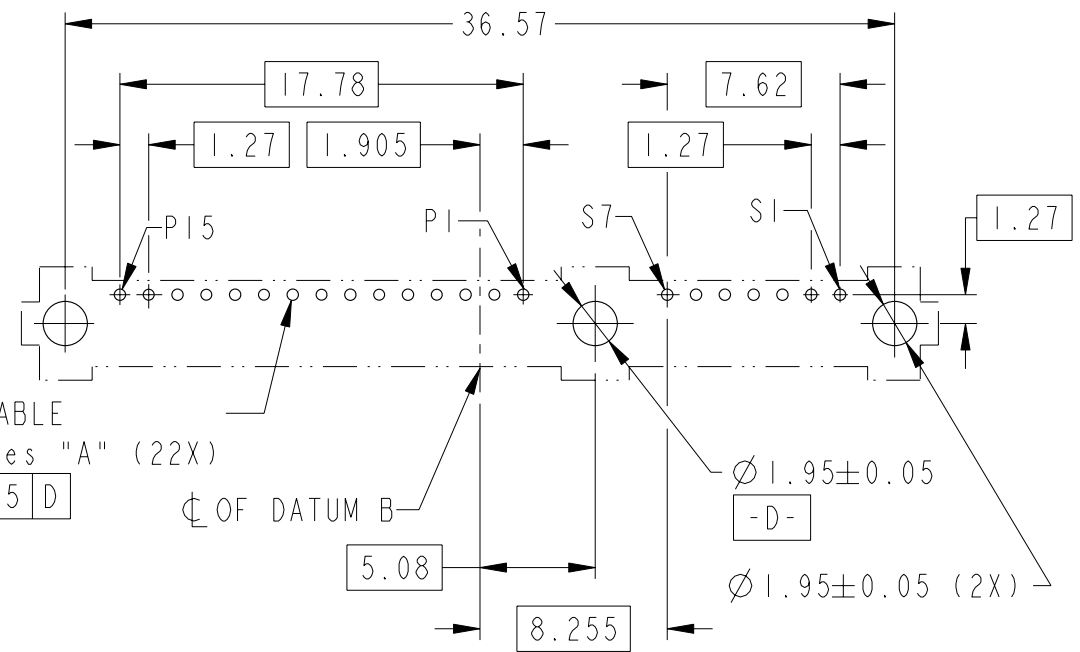 36.57
17.78
7.62
1.27
1.905
1.27
P15
P1
S7
S1
1.27
ABLE
es "A" (22X)
5 D
℄ OF DATUM B
Ø1.95±0.05
-D-
5.08
Ø1.95±0.05 (2X)
8.255